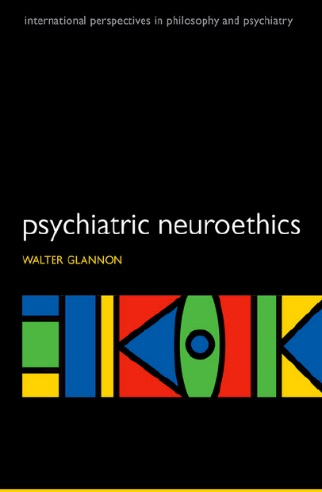 international perspectives in philosophy and psychiatry
psychiatric neuroethics
WALTER GLANNON